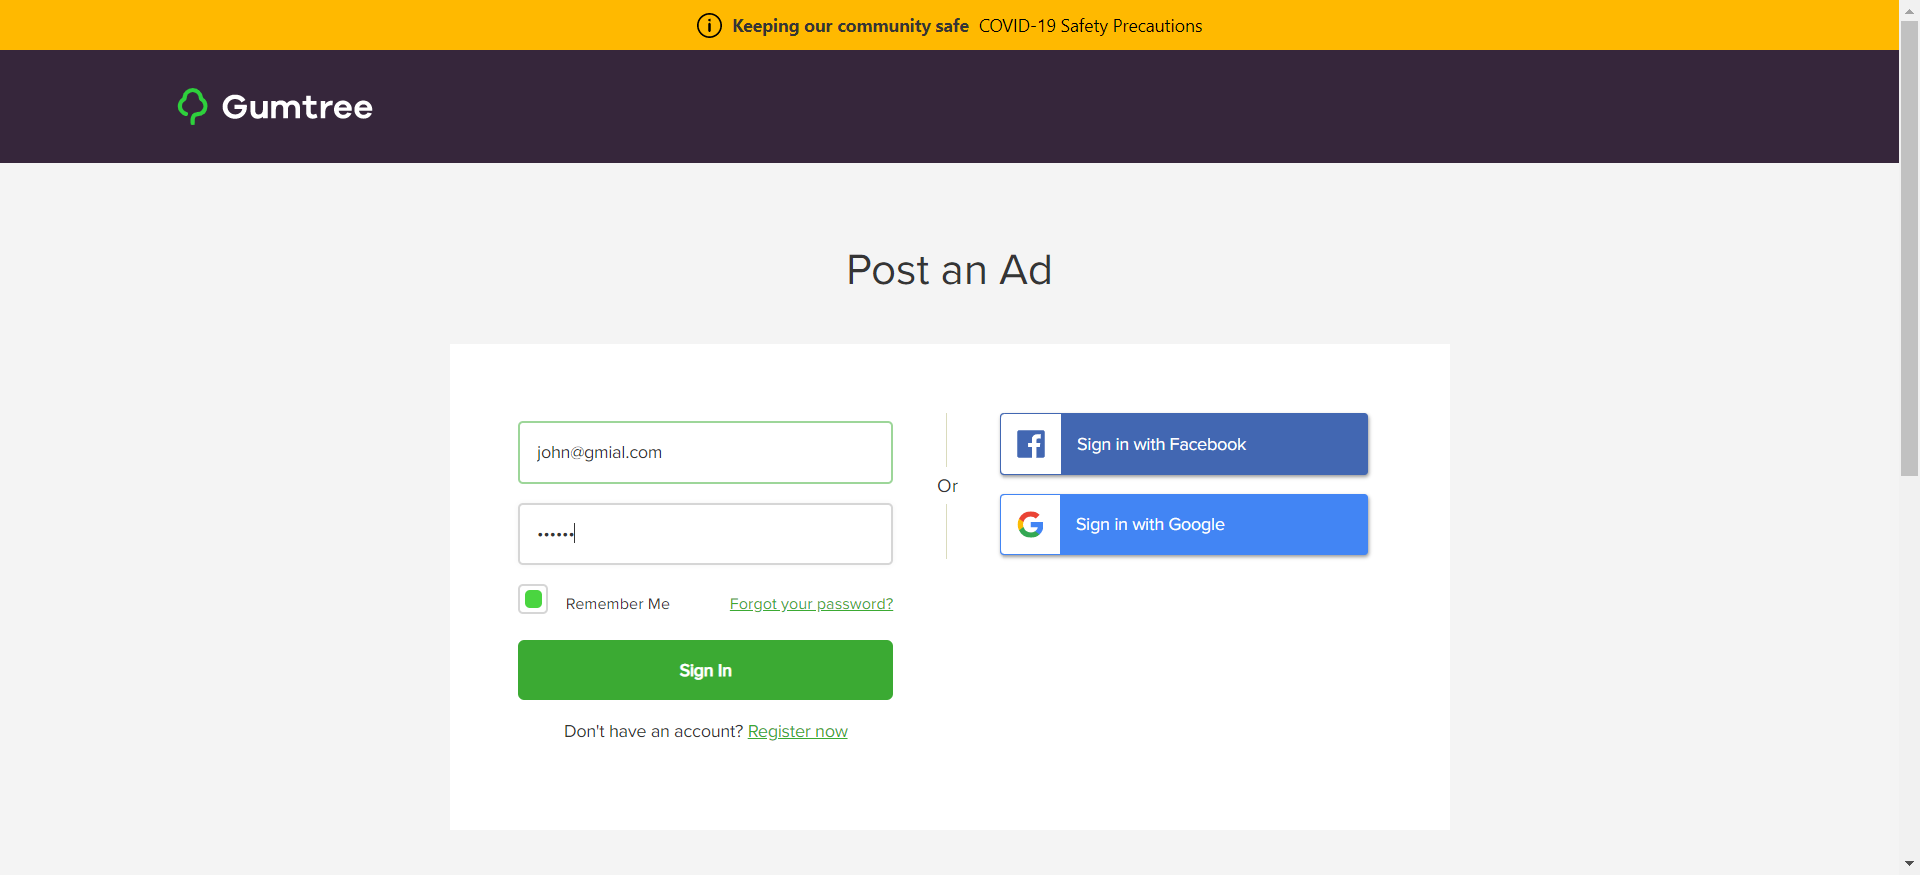 Keeping our community safe COVID-19 Safety Precautions
Gumtree
Post an Ad
john@gmial.com
••••••
Remember Me Forgot your password?
Sign In
Don't have an account? Register now
Or
Sign in with Facebook
Sign in with Google